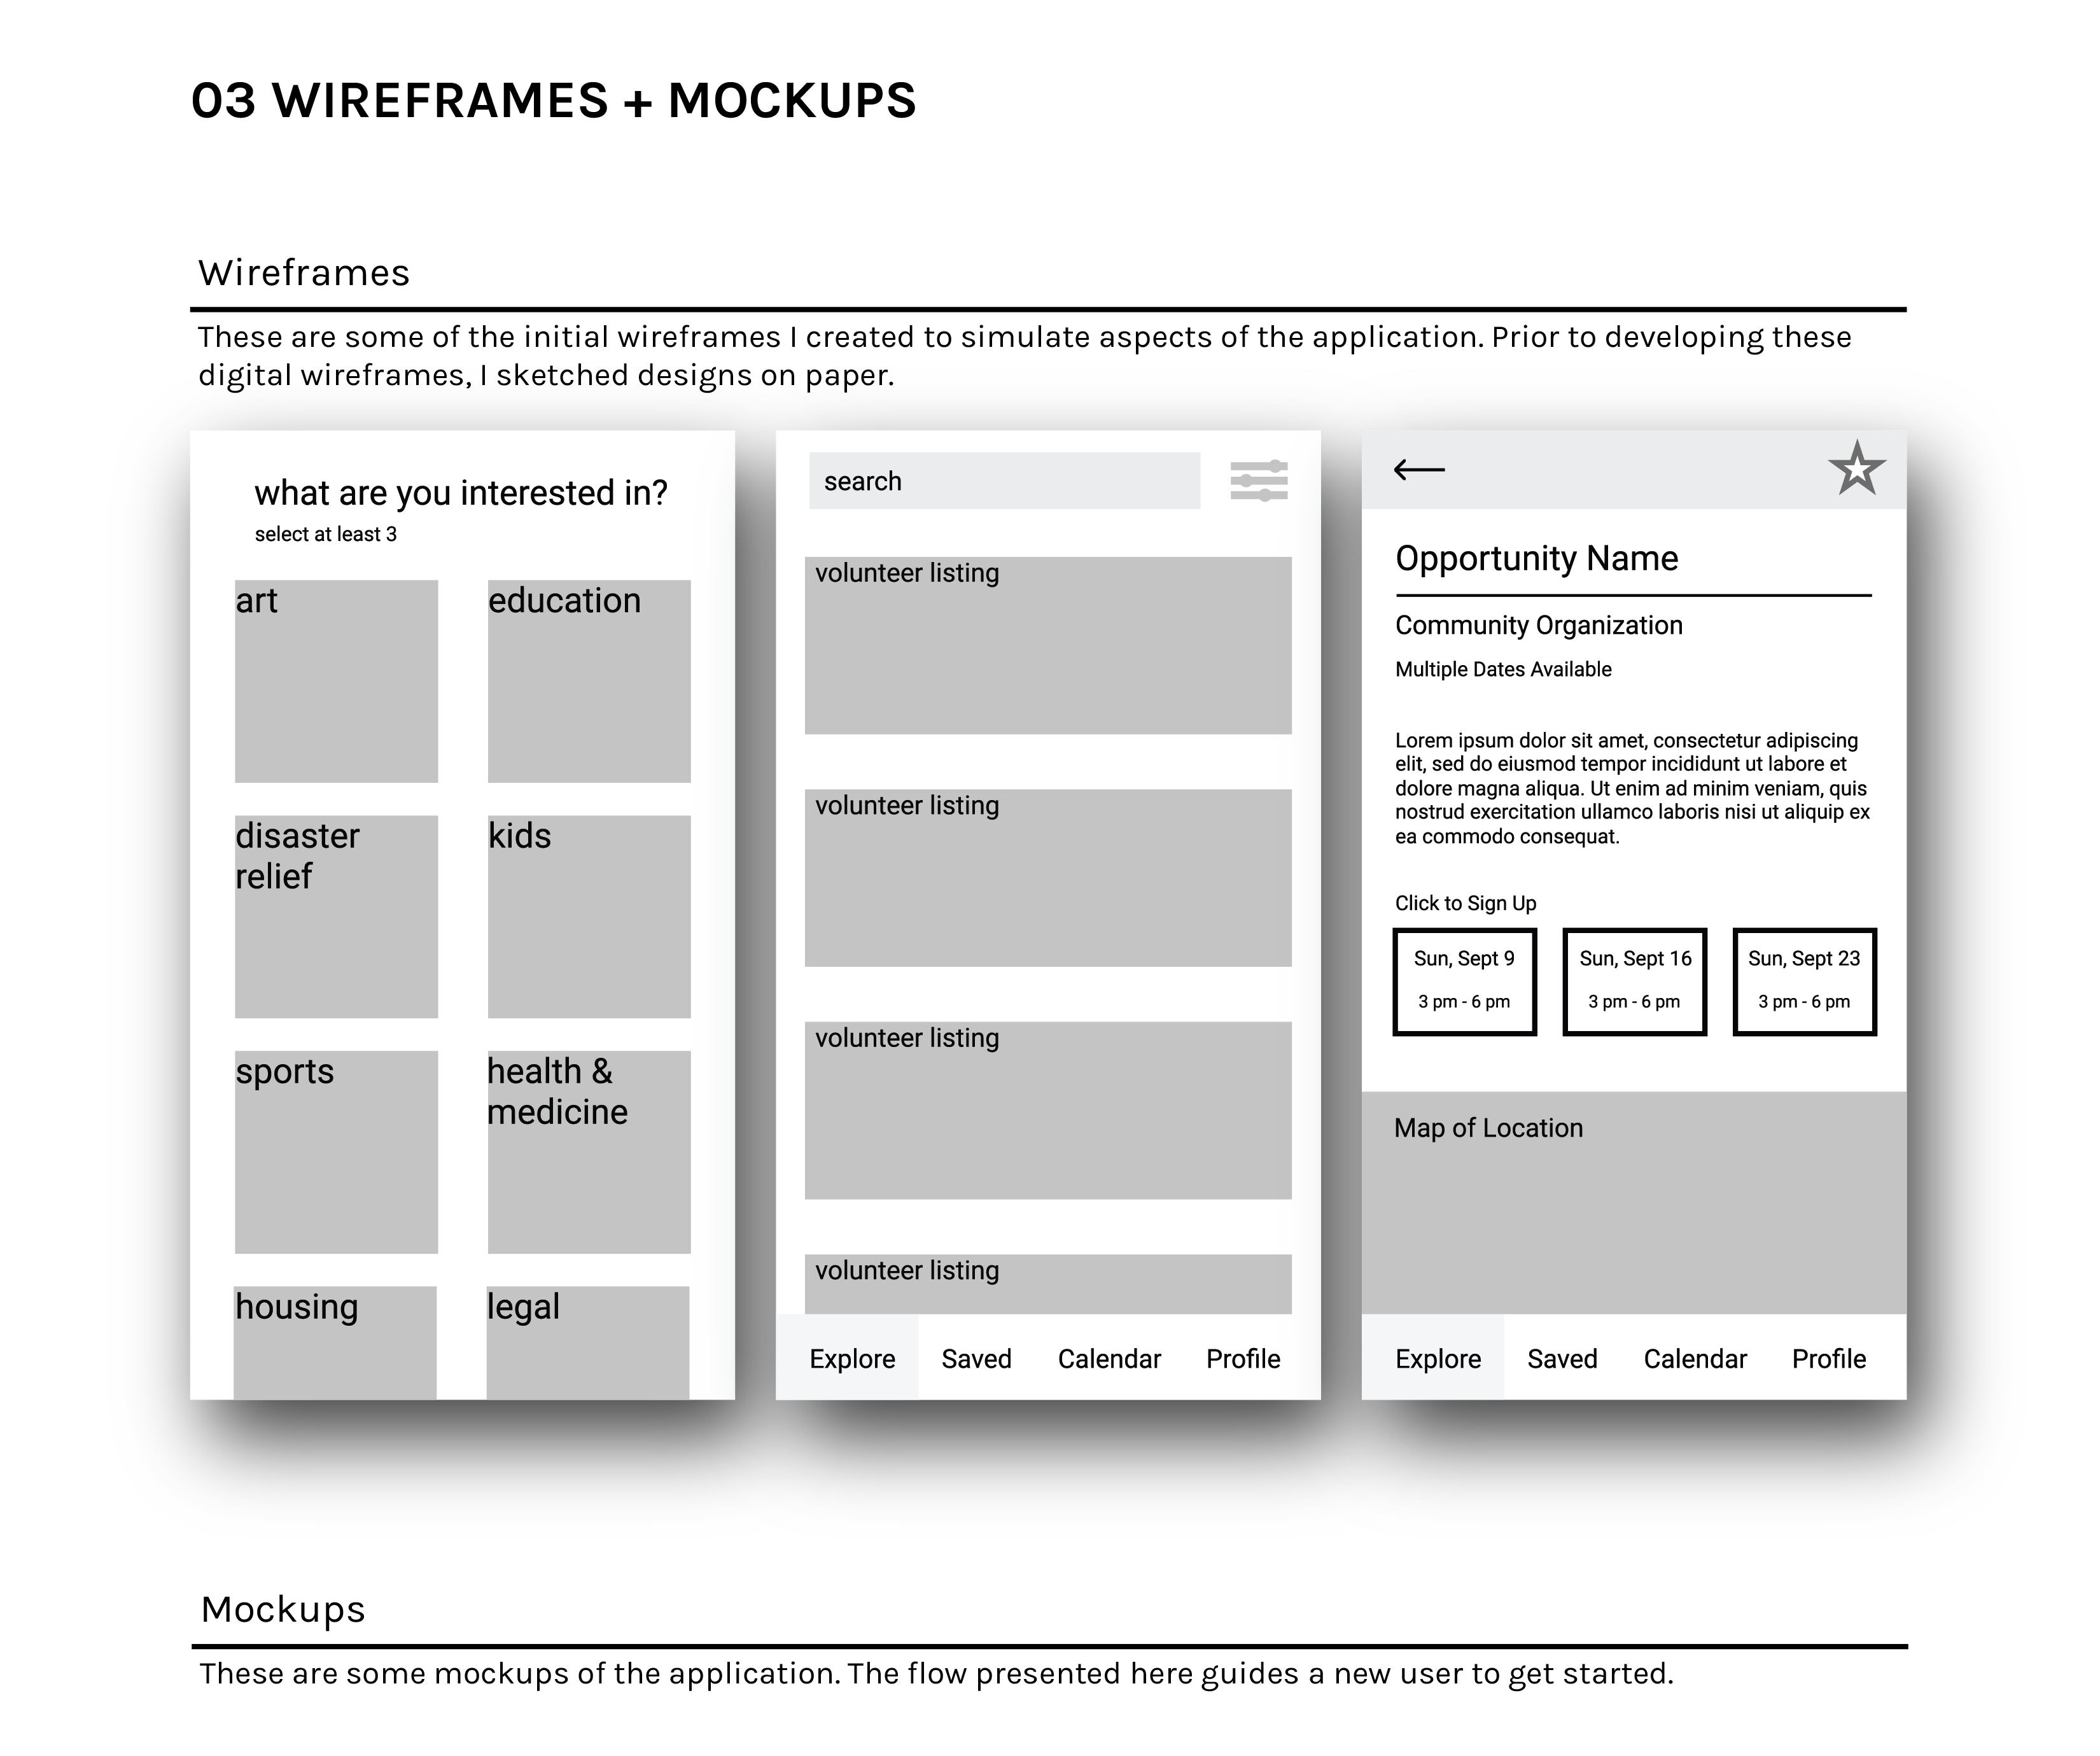 03 WIREFRAMES + MOCKUPS
Wireframes
These are some of the initial wireframes I created to simulate aspects of the application. Prior to developing these
digital wireframes, I sketched designs on paper.
what are you interested in?
select at least 3
art
education
disaster
relief
kids
sports
health &
medicine
housing
legal
search
volunteer listing
volunteer listing
volunteer listing
volunteer listing
Explore Saved Calendar Profile
Opportunity Name
Community Organization
Multiple Dates Available
Lorem ipsum dolor sit amet, consectetur adipiscing
elit, sed do eiusmod tempor incididunt ut labore et
dolore magna aliqua. Ut enim ad minim veniam, quis
nostrud exercitation ullamco laboris nisi ut aliquip ex
ea commodo consequat.
Click to Sign Up
Sun, Sept 9
3 pm - 6 pm
Sun, Sept 16
3 pm - 6 pm
Sun, Sept 23
3 pm - 6 pm
Map of Location
Explore Saved Calendar Profile
Mockups
These are some mockups of the application. The flow presented here guides a new user to get started.